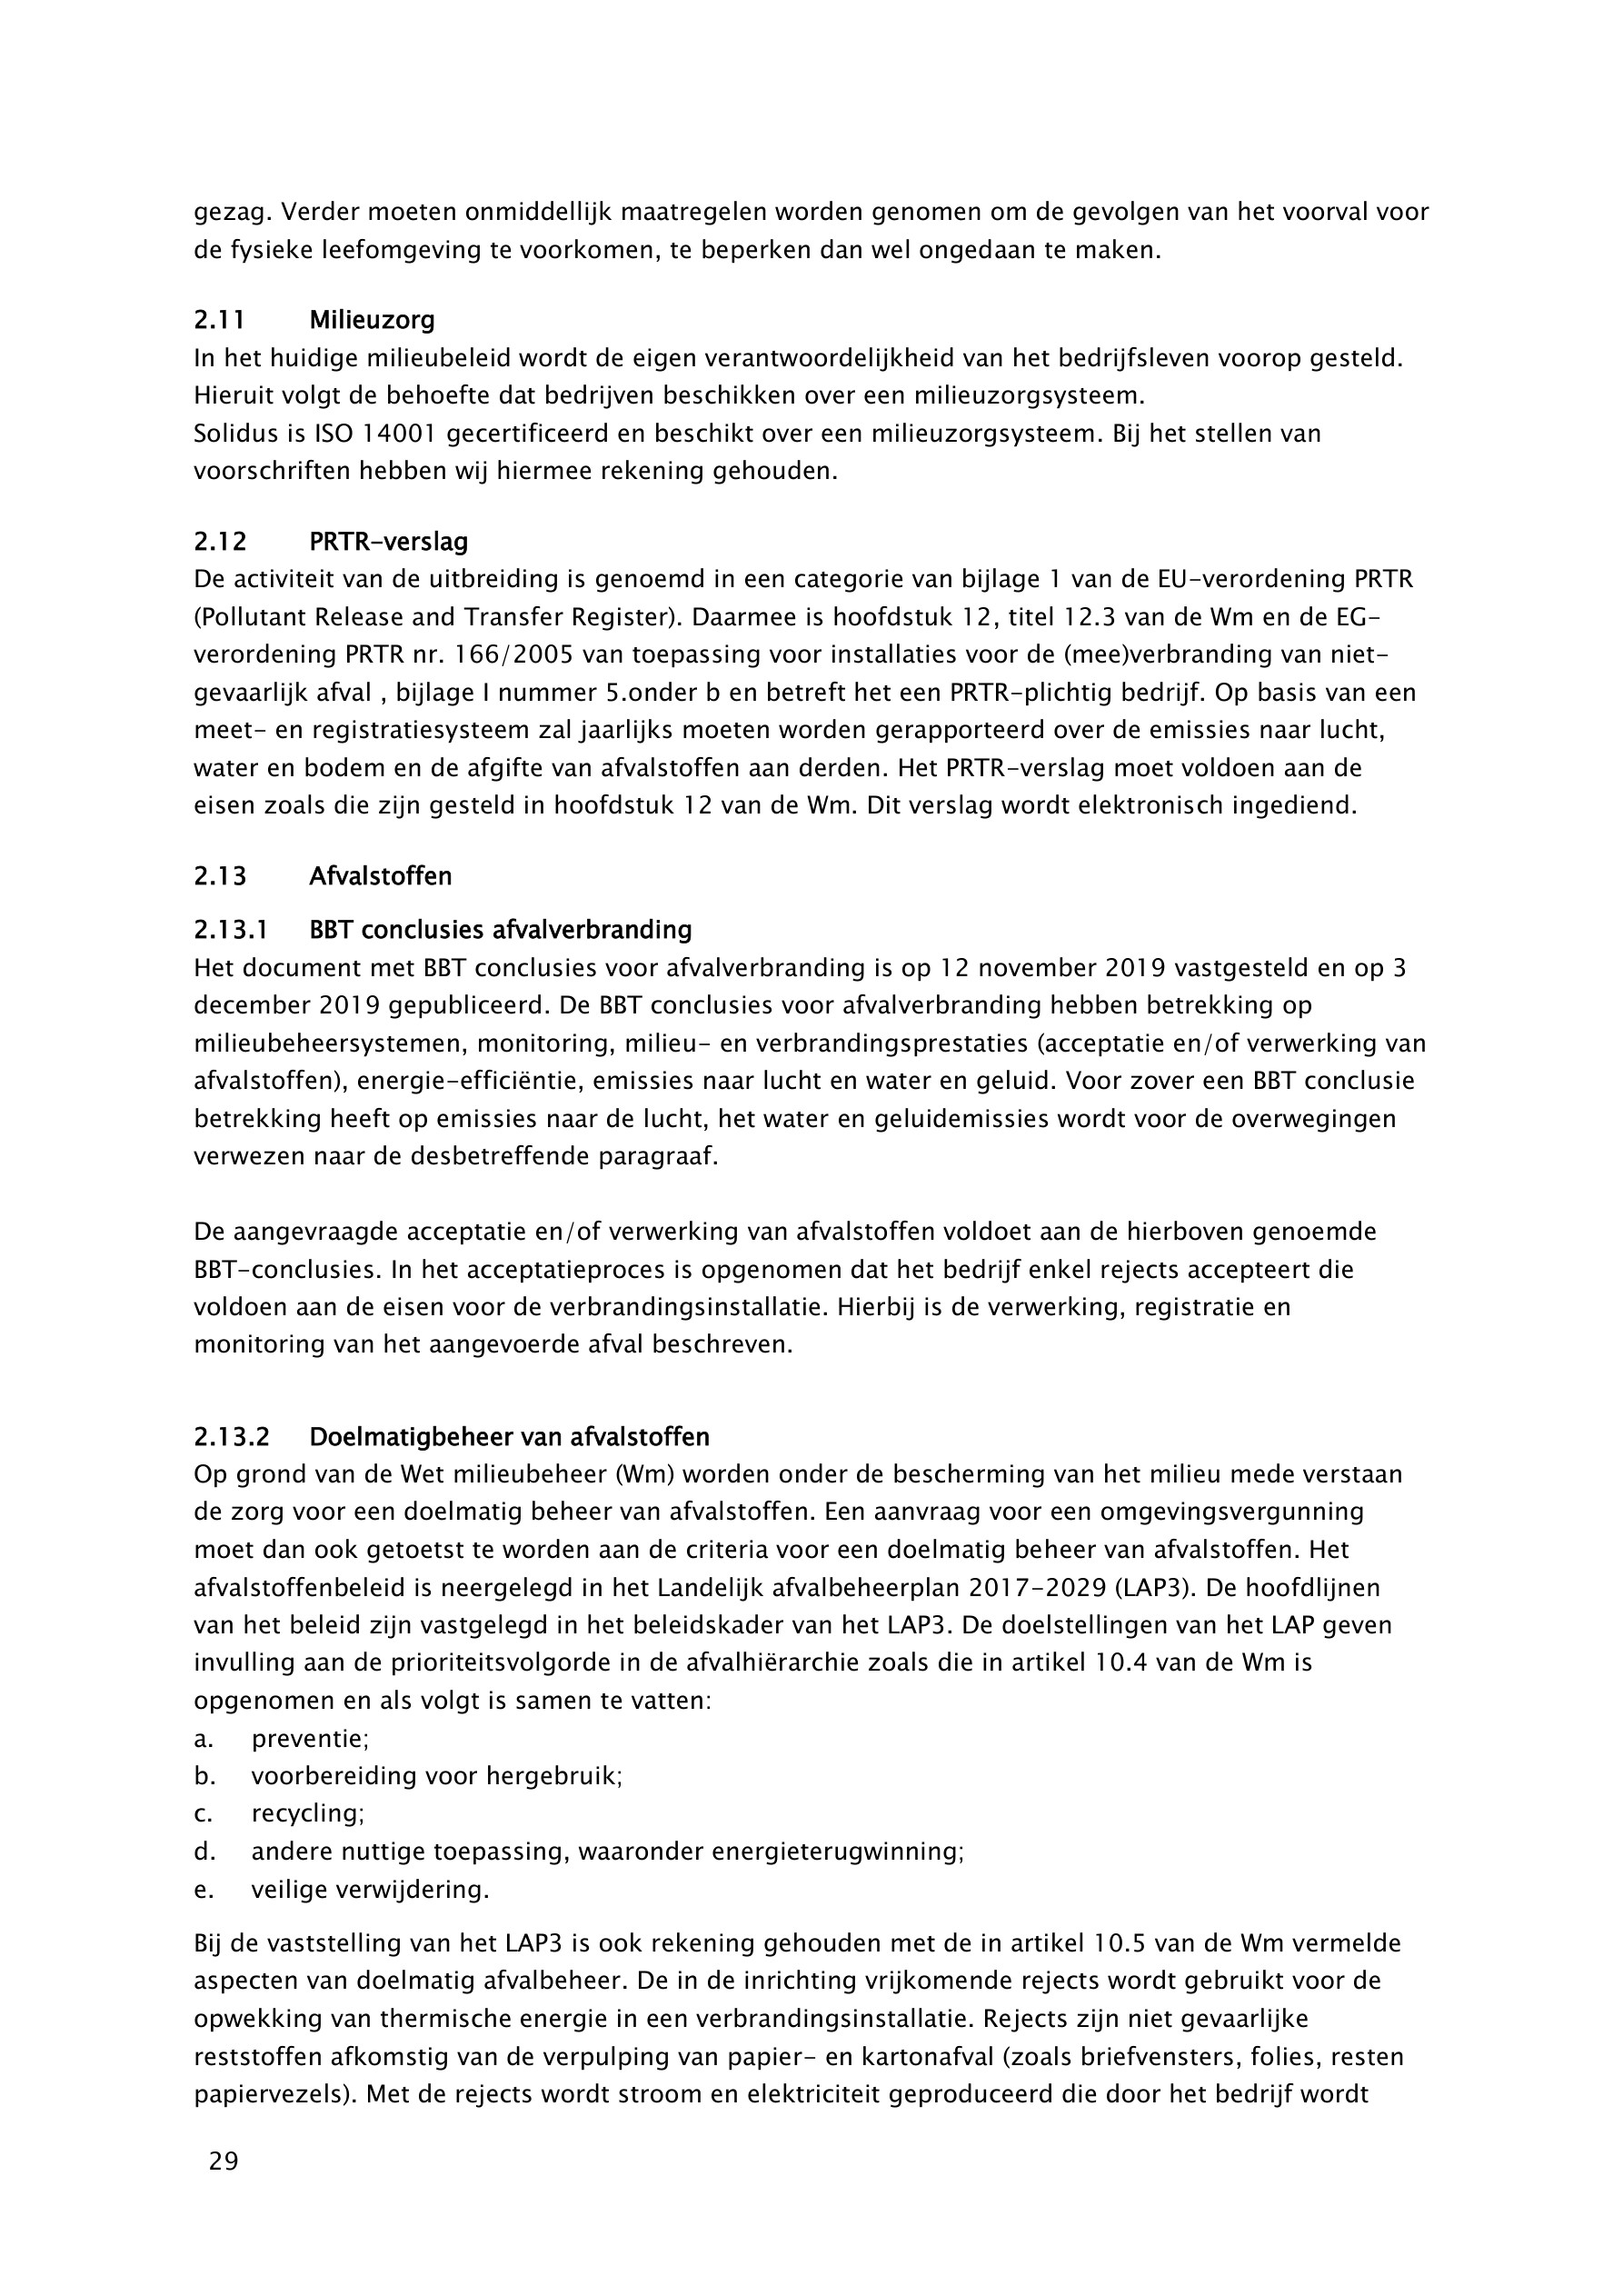 gezag. Verder moeten onmiddellijk maatregelen worden genomen om de gevolgen van het voorval voor
de fysieke leefomgeving te voorkomen, te beperken dan wel ongedaan te maken.
2.11 Milieuzorg
In het huidige milieubeleid wordt de eigen verantwoordelijkheid van het bedrijfsleven voorop gesteld.
Hieruit volgt de behoefte dat bedrijven beschikken over een milieuzorgsysteem.
Solidus is ISO 14001 gecertificeerd en beschikt over een milieuzorgsysteem. Bij het stellen van
voorschriften hebben wij hiermee rekening gehouden.
2.12 PRTR-verslag
De activiteit van de uitbreiding is genoemd in een categorie van bijlage 1 van de EU-verordening PRTR
(Pollutant Release and Transfer Register). Daarmee is hoofdstuk 12, titel 12.3 van de Wm en de EG-
verordening PRTR nr. 166/2005 van toepassing voor installaties voor de (mee)verbranding van niet-
gevaarlijk afval , bijlage I nummer 5.onder b en betreft het een PRTR-plichtig bedrijf. Op basis van een
meet- en registratiesysteem zal jaarlijks moeten worden gerapporteerd over de emissies naar lucht,
water en bodem en de afgifte van afvalstoffen aan derden. Het PRTR-verslag moet voldoen aan de
eisen zoals die zijn gesteld in hoofdstuk 12 van de Wm. Dit verslag wordt elektronisch ingediend.
2.13 Afvalstoffen
2.13.1 BBT conclusies afvalverbranding
Het document met BBT conclusies voor afvalverbranding is op 12 november 2019 vastgesteld en op 3
december 2019 gepubliceerd. De BBT conclusies voor afvalverbranding hebben betrekking op
milieubeheersystemen, monitoring, milieu- en verbrandingsprestaties (acceptatie en/of verwerking van
afvalstoffen), energie-efficiëntie, emissies naar lucht en water en geluid. Voor zover een BBT conclusie
betrekking heeft op emissies naar de lucht, het water en geluidemissies wordt voor de overwegingen
verwezen naar de desbetreffende paragraaf.
De aangevraagde acceptatie en/of verwerking van afvalstoffen voldoet aan de hierboven genoemde
BBT-conclusies. In het acceptatieproces is opgenomen dat het bedrijf enkel rejects accepteert die
voldoen aan de eisen voor de verbrandingsinstallatie. Hierbij is de verwerking, registratie en
monitoring van het aangevoerde afval beschreven.
2.13.2 Doelmatigbeheer van afvalstoffen
Op grond van de Wet milieubeheer (Wm) worden onder de bescherming van het milieu mede verstaan
de zorg voor een doelmatig beheer van afvalstoffen. Een aanvraag voor een omgevingsvergunning
moet dan ook getoetst te worden aan de criteria voor een doelmatig beheer van afvalstoffen. Het
afvalstoffenbeleid is neergelegd in het Landelijk afvalbeheerplan 2017-2029 (LAP3). De hoofdlijnen
van het beleid zijn vastgelegd in het beleidskader van het LAP3. De doelstellingen van het LAP geven
invulling aan de prioriteitsvolgorde in de afvalhiërarchie zoals die in artikel 10.4 van de Wm is
opgenomen en als volgt is samen te vatten:
a. preventie;
b. voorbereiding voor hergebruik;
c. recycling;
d. andere nuttige toepassing, waaronder energieterugwinning;
e. veilige verwijdering.
Bij de vaststelling van het LAP3 is ook rekening gehouden met de in artikel 10.5 van de Wm vermelde
aspecten van doelmatig afvalbeheer. De in de inrichting vrijkomende rejects wordt gebruikt voor de
opwekking van thermische energie in een verbrandingsinstallatie. Rejects zijn niet gevaarlijke
reststoffen afkomstig van de verpulping van papier- en kartonafval (zoals briefvensters, folies, resten
papiervezels). Met de rejects wordt stroom en elektriciteit geproduceerd die door het bedrijf wordt
29